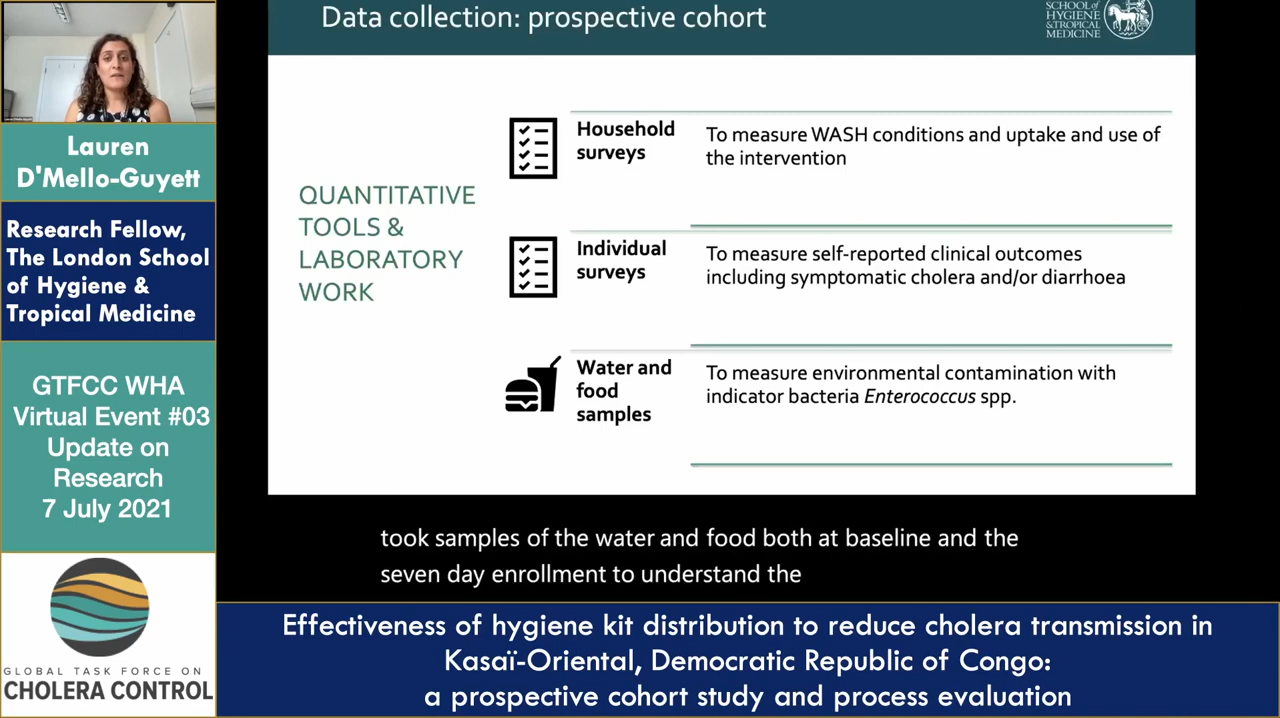 Data collection: prospective cohort
SCHOOL of
HYGIENE
& TROPICAL
MEDICINE
Lauren
D'Mello-Guyett
Research Fellow,
The London School
of Hygiene &
Tropical Medicine
GTFCC WHA
Virtual Event #03
Update on
Research
7 July 2021
GLOBAL TASK FORCE ON
CHOLERA CONTROL
QUANTITATIVE
TOOLS &
LABORATORY
WORK
Household
surveys
To measure WASH conditions and uptake and use of
the intervention
Individual
surveys
To measure self-reported clinical outcomes
including symptomatic cholera and/or diarrhoea
Water and
food
samples
To measure environmental contamination with
indicator bacteria Enterococcus spp.
took samples of the water and food both at baseline and the
seven day enrollment to understand the
Effectiveness of hygiene kit distribution to reduce cholera transmission in
Kasaï-Oriental, Democratic Republic of Congo:
a prospective cohort study and process evaluation